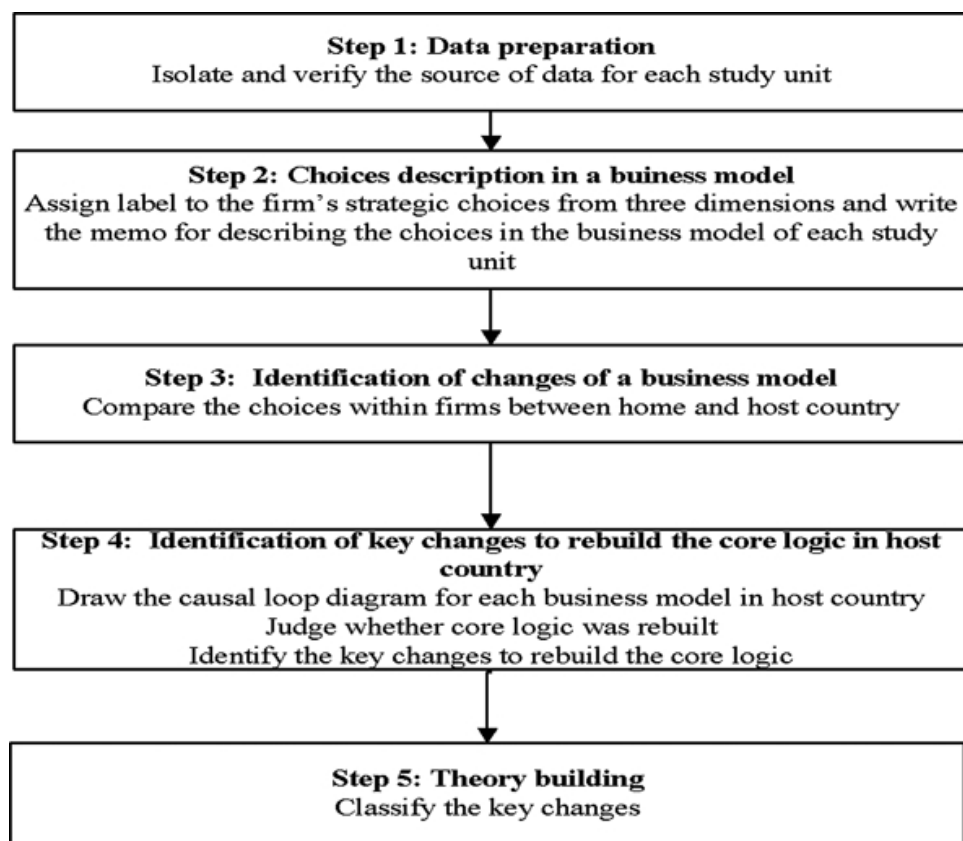 Step 1: Data preparation
Isolate and verify the source of data for each study unit
Step 2: Choices description in a buiness model
Assign label to the firm's strategic choices from three dimensions and write
the memo for describing the choices in the business model of each study
unit
Step 3:  Identification of changes of a business model
Compare the choices within firms between home and host country
Step 4:  Identification of key changes to rebuild the core logic in host
country
Draw the causal loop diagram for each business model in host country
Judge whether core logic was rebuilt
Identify the key changes to rebuild the core logic
Step 5: Theory building
Classify the key changes